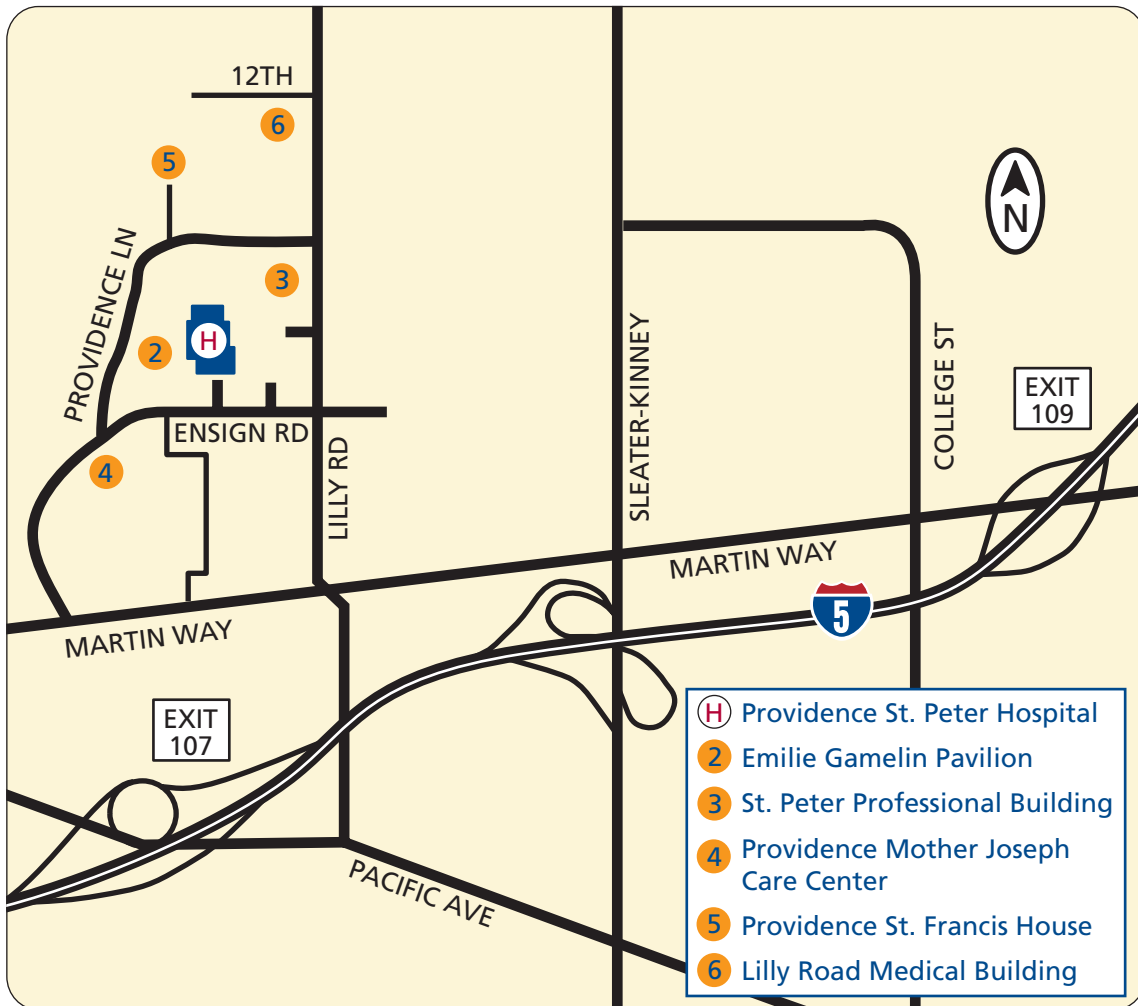 12TH
6
5
N
PROVIDENCE LN
3
H
2
SLEATER-KINNEY
COLLEGE ST
EXIT
109
ENSIGN RD
LILLY RD
4
MARTIN WAY
5
MARTIN WAY
EXIT
107
PACIFIC AVE
H Providence St. Peter Hospital
2 Emilie Gamelin Pavilion
3 St. Peter Professional Building
4 Providence Mother Joseph
Care Center
5 Providence St. Francis House
6 Lilly Road Medical Building